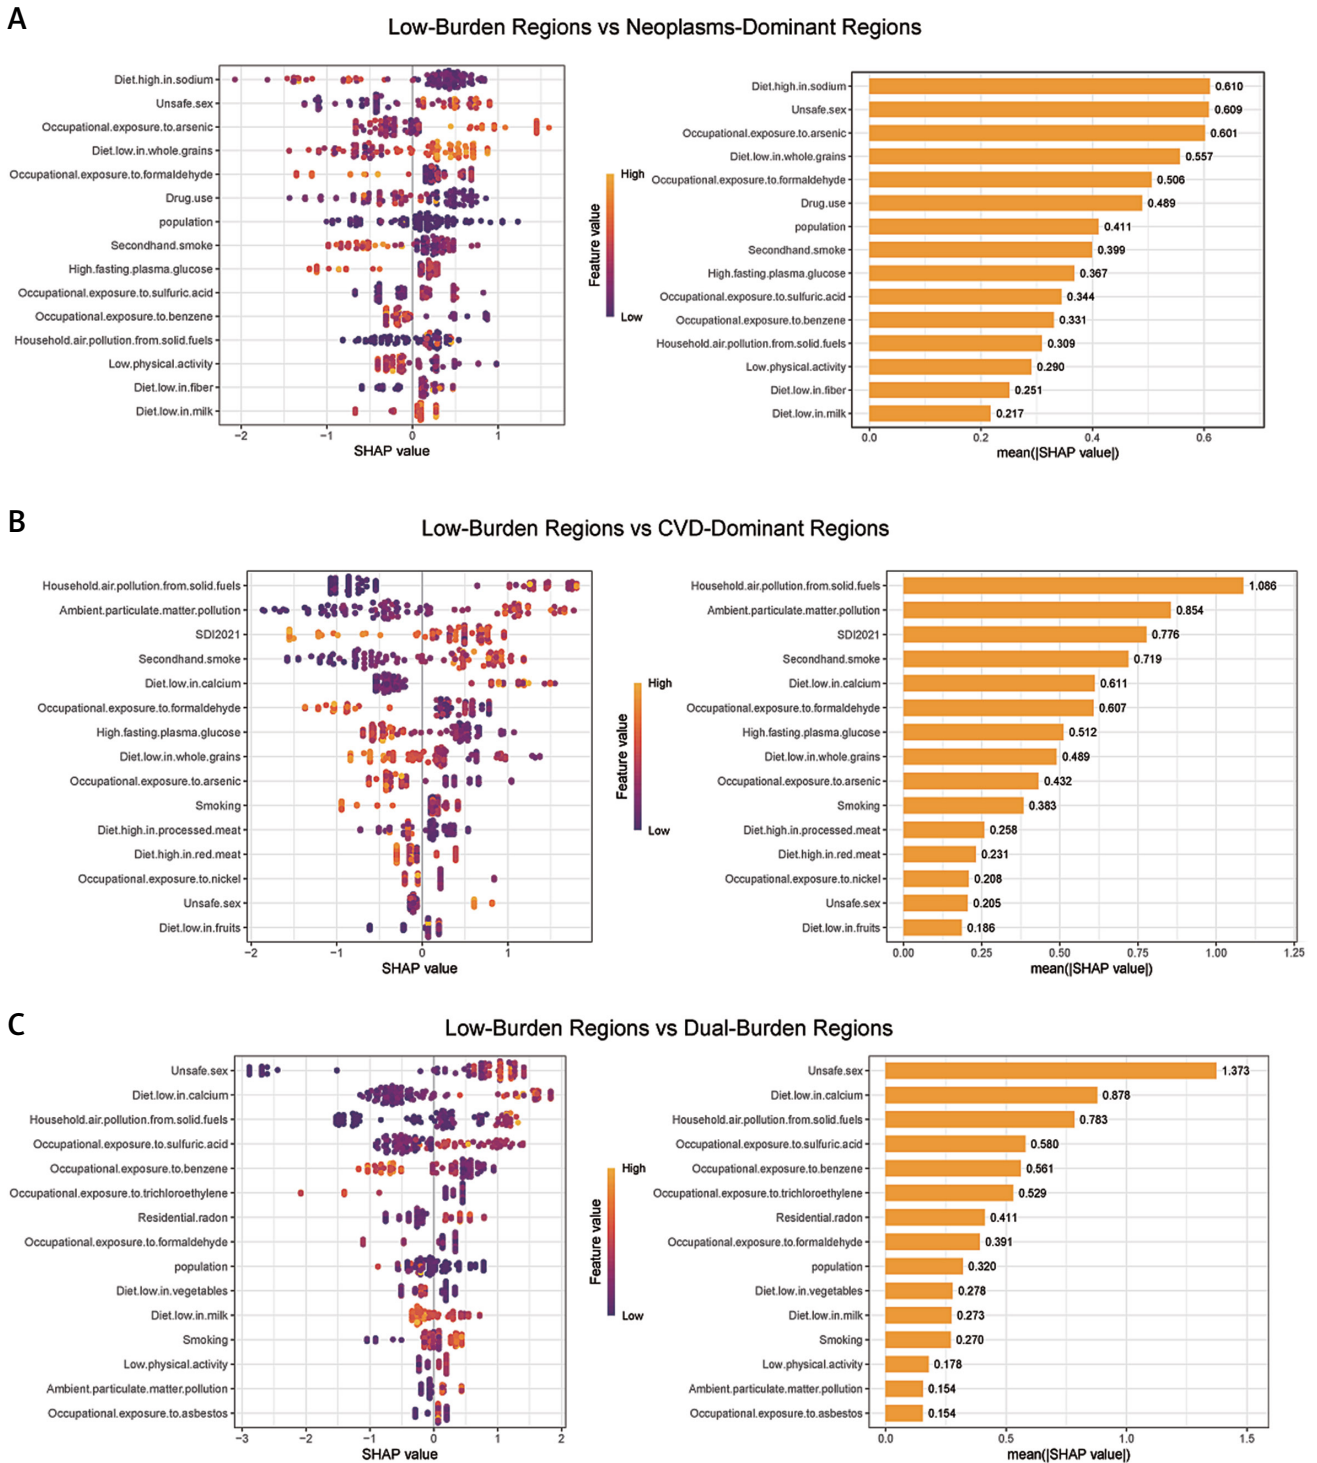 A
Low-Burden Regions vs Neoplasms-Dominant Regions
Diet.high.in.sodium
Unsafe.sex
Occupational.exposure.to.arsenic
Diet.low.in.whole.grains
Occupational.exposure.to.formaldehyde
Drug.use
population
Secondhand.smoke
High.fasting.plasma.glucose
Occupational.exposure.to.sulfuric.acid
Occupational.exposure.to.benzene
Household.air.pollution.from.solid.fuels
Low.physical.activity
Diet.low.in.fiber
Diet.low.in.milk
−2 −1 0 1
SHAP value
High
Feature value
Low
Diet.high.in.sodium 0.610
Unsafe.sex 0.609
Occupational.exposure.to.arsenic 0.601
Diet.low.in.whole.grains 0.557
Occupational.exposure.to.formaldehyde 0.506
Drug.use 0.489
population 0.411
Secondhand.smoke 0.399
High.fasting.plasma.glucose 0.367
Occupational.exposure.to.sulfuric.acid 0.344
Occupational.exposure.to.benzene 0.331
Household.air.pollution.from.solid.fuels 0.309
Low.physical.activity 0.290
Diet.low.in.fiber 0.251
Diet.low.in.milk 0.217
0.0 0.2 0.4 0.6
mean(|SHAP value|)
B
Low-Burden Regions vs CVD-Dominant Regions
Household.air.pollution.from.solid.fuels
Ambient.particulate.matter.pollution
SDI2021
Secondhand.smoke
Diet.low.in.calcium
Occupational.exposure.to.formaldehyde
High.fasting.plasma.glucose
Diet.low.in.whole.grains
Occupational.exposure.to.arsenic
Smoking
Diet.high.in.processed.meat
Diet.high.in.red.meat
Occupational.exposure.to.nickel
Unsafe.sex
Diet.low.in.fruits
−2 −1 0 1
SHAP value
High
Feature value
Low
Household.air.pollution.from.solid.fuels 1.086
Ambient.particulate.matter.pollution 0.854
SDI2021 0.776
Secondhand.smoke 0.719
Diet.low.in.calcium 0.611
Occupational.exposure.to.formaldehyde 0.607
High.fasting.plasma.glucose 0.512
Diet.low.in.whole.grains 0.489
Occupational.exposure.to.arsenic 0.432
Smoking 0.383
Diet.high.in.processed.meat 0.258
Diet.high.in.red.meat 0.231
Occupational.exposure.to.nickel 0.208
Unsafe.sex 0.205
Diet.low.in.fruits 0.186
0.00 0.25 0.50 0.75 1.00 1.25
mean(|SHAP value|)
C
Low-Burden Regions vs Dual-Burden Regions
Unsafe.sex
Diet.low.in.calcium
Household.air.pollution.from.solid.fuels
Occupational.exposure.to.sulfuric.acid
Occupational.exposure.to.benzene
Occupational.exposure.to.trichloroethylene
Residential.radon
Occupational.exposure.to.formaldehyde
population
Diet.low.in.vegetables
Diet.low.in.milk
Smoking
Low.physical.activity
Ambient.particulate.matter.pollution
Occupational.exposure.to.asbestos
−3 −2 −1 0 1 2
SHAP value
High
Feature value
Low
Unsafe.sex 1.373
Diet.low.in.calcium 0.878
Household.air.pollution.from.solid.fuels 0.783
Occupational.exposure.to.sulfuric.acid 0.580
Occupational.exposure.to.benzene 0.561
Occupational.exposure.to.trichloroethylene 0.529
Residential.radon 0.411
Occupational.exposure.to.formaldehyde 0.391
population 0.320
Diet.low.in.vegetables 0.278
Diet.low.in.milk 0.273
Smoking 0.270
Low.physical.activity 0.178
Ambient.particulate.matter.pollution 0.154
Occupational.exposure.to.asbestos 0.154
0.0 0.5 1.0 1.5
mean(|SHAP value|)